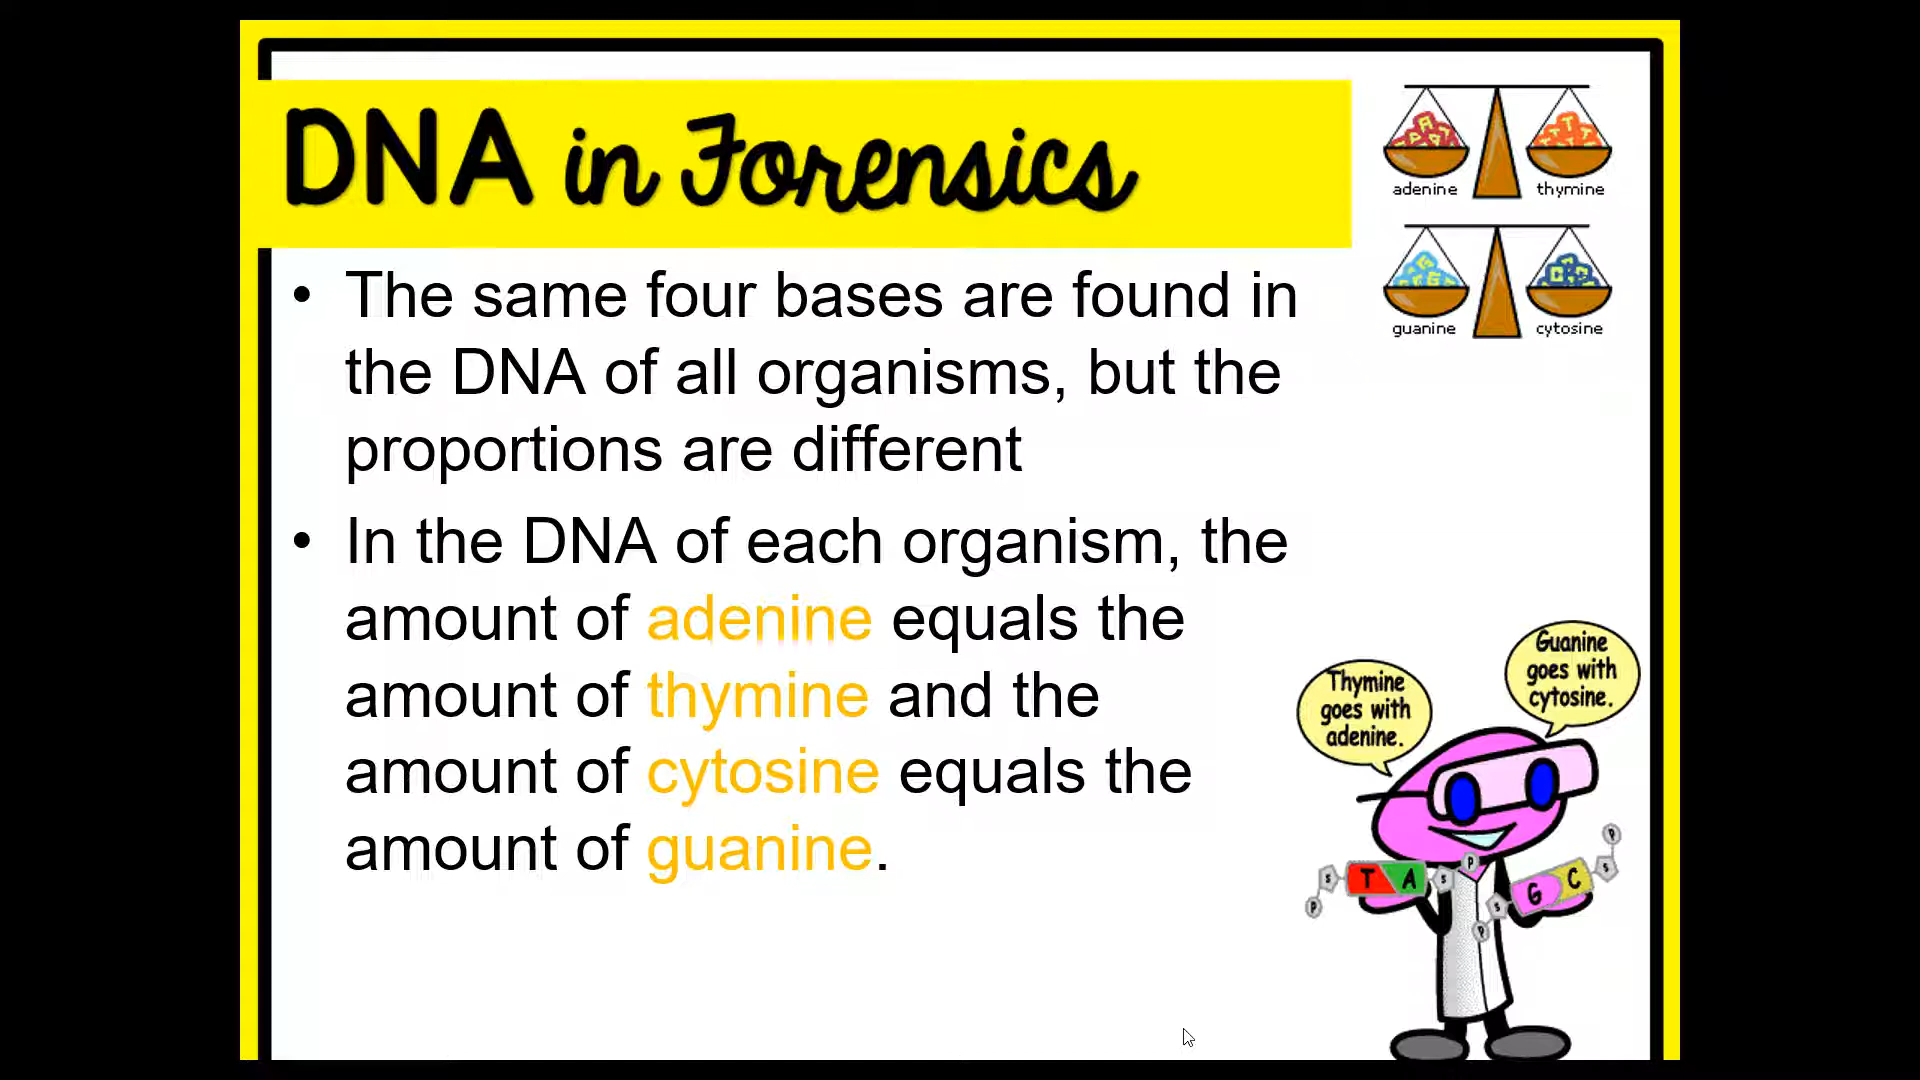 DNA in Forensics
adenine thymine
guanine cytosine
• The same four bases are found in
the DNA of all organisms, but the
proportions are different
• In the DNA of each organism, the
amount of adenine equals the
amount of thymine and the
amount of cytosine equals the
amount of guanine.
Thymine
goes with
adenine.
Guanine
goes with
cytosine.
P S T A S P
P S G C S P